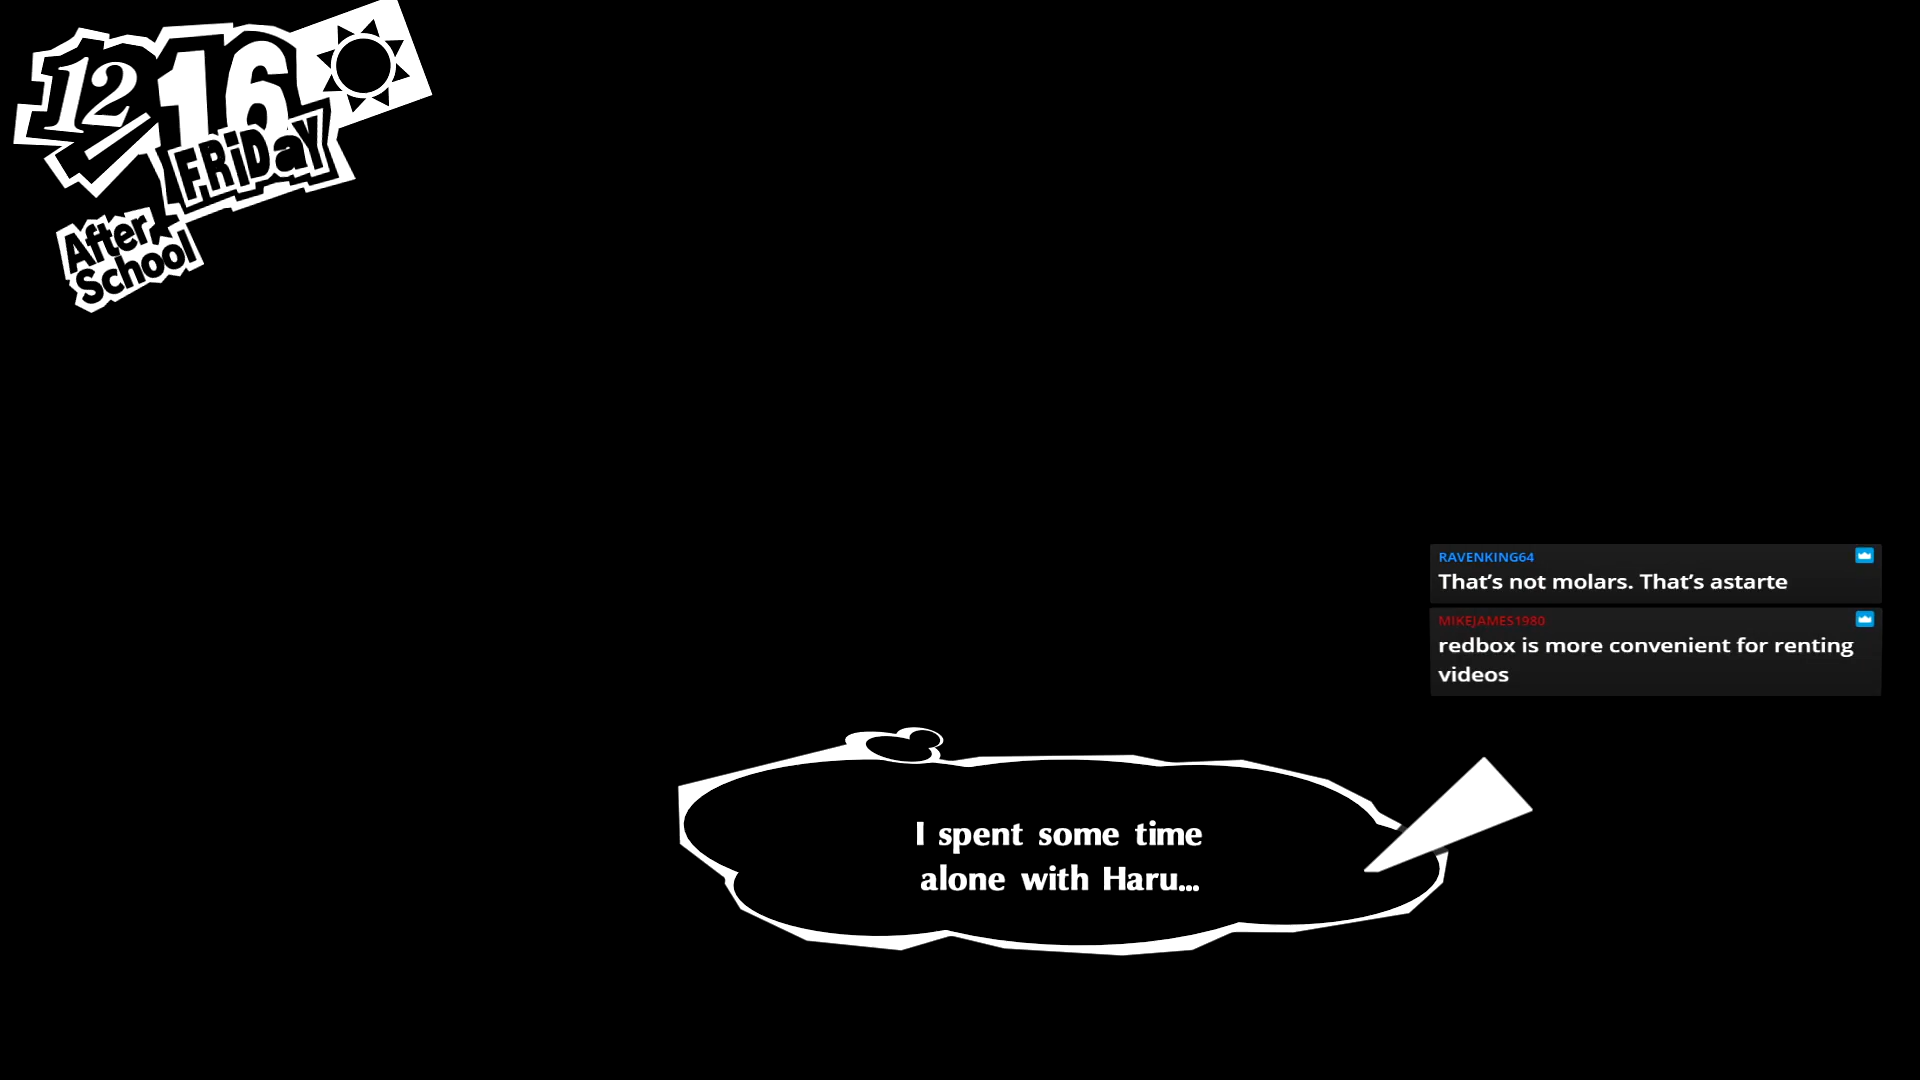 12/16
FRiDaY
After
School
RAVENKING64
That’s not molars. That’s astarte
MIKEJAMES1980
redbox is more convenient for renting
videos
I spent some time
alone with Haru...